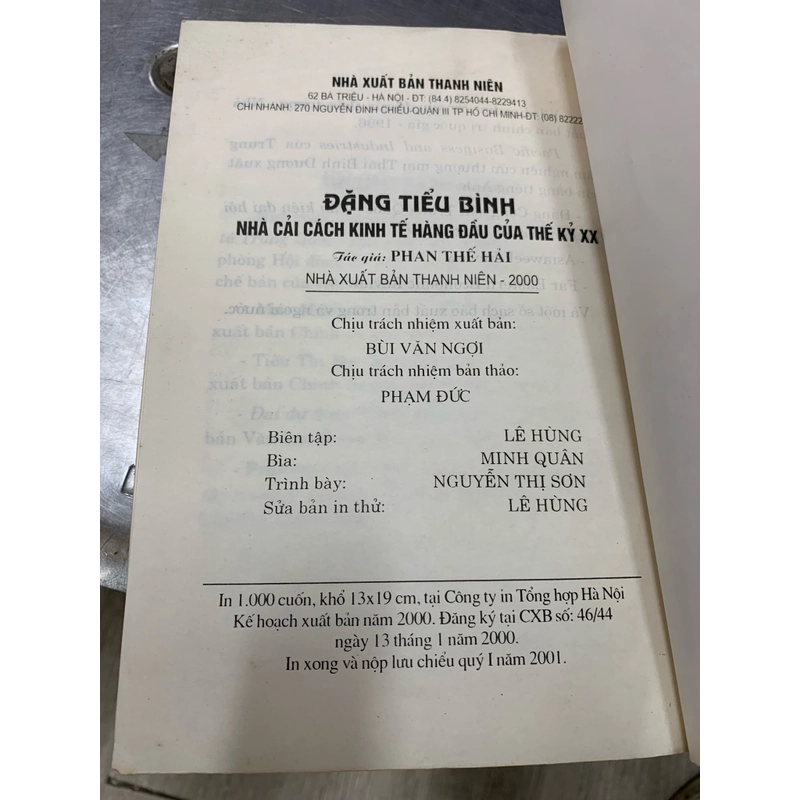 NHÀ XUẤT BẢN THANH NIÊN
62 BÀ TRIỆU - HÀ NỘI - ĐT: (84.4) 8254044-8229413
CHI NHÁNH: 270 NGUYỄN ĐÌNH CHIỂU-QUẬN III TP HỒ CHÍ MINH-ĐT: (08) 82222
ĐẶNG TIỂU BÌNH
NHÀ CẢI CÁCH KINH TẾ HÀNG ĐẦU CỦA THẾ KỶ XX
Tác giả: PHAN THẾ HẢI
NHÀ XUẤT BẢN THANH NIÊN - 2000
Chịu trách nhiệm xuất bản:
BÙI VĂN NGỢI
Chịu trách nhiệm bản thảo:
PHẠM ĐỨC
Biên tập: LÊ HÙNG
Bìa: MINH QUÂN
Trình bày: NGUYỄN THỊ SƠN
Sửa bản in thử: LÊ HÙNG
In 1.000 cuốn, khổ 13x19 cm, tại Công ty in Tổng hợp Hà Nội
Kế hoạch xuất bản năm 2000. Đăng ký tại CXB số: 46/44
ngày 13 tháng 1 năm 2000.
In xong và nộp lưu chiểu quý I năm 2001.